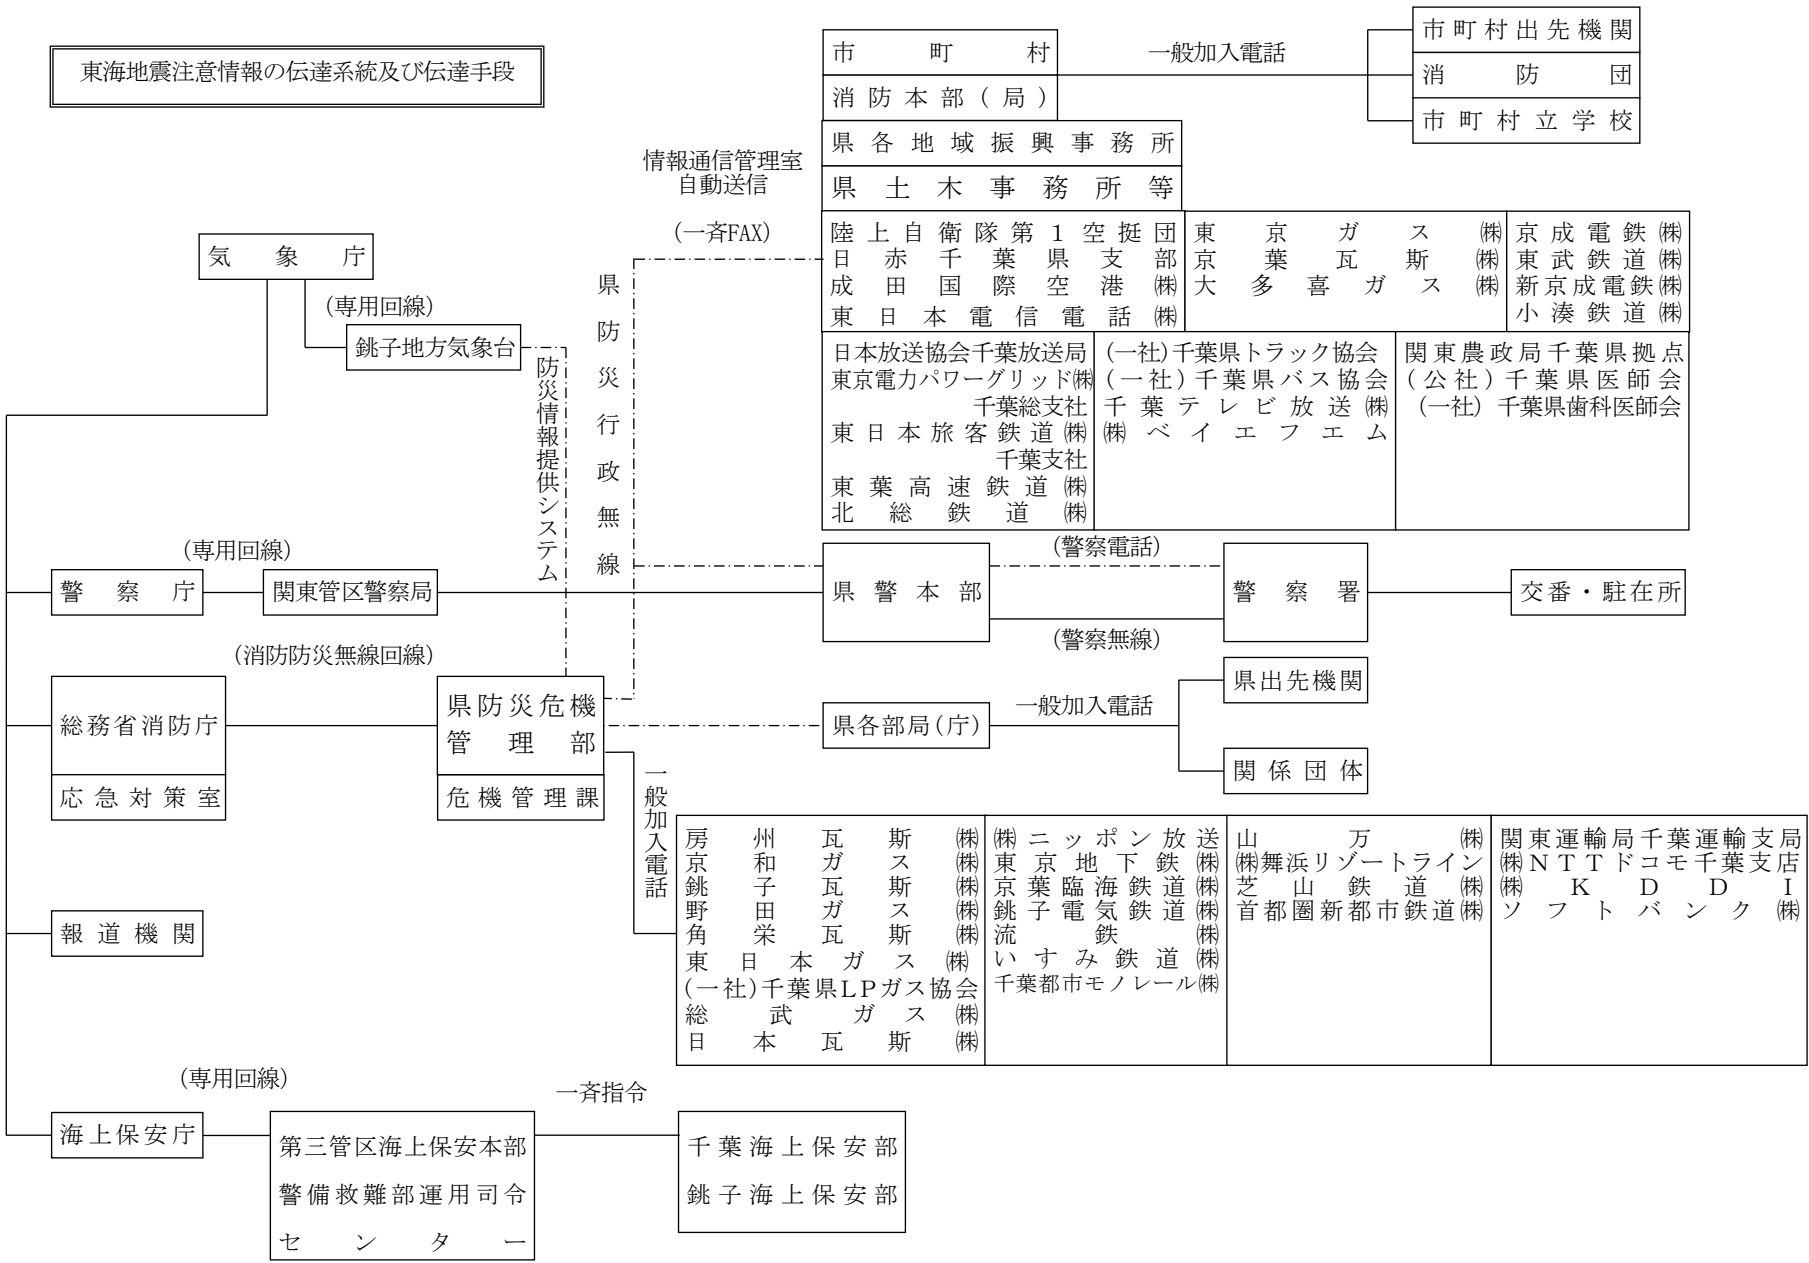 東海地震注意情報の伝達系統及び伝達手段
市町村
消防本部(局)
一般加入電話
市町村出先機関
消防団
市町村立学校
県各地域振興事務所
県土木事務所等
情報通信管理室
自動送信
(一斉FAX)
陸上自衛隊第1空挺団
日赤千葉県支部
成田国際空港㈱
東日本電信電話㈱
東京ガス㈱
京葉瓦斯㈱
大多喜ガス㈱
京成電鉄㈱
東武鉄道㈱
新京成電鉄㈱
小湊鉄道㈱
日本放送協会千葉放送局
東京電力パワーグリッド㈱
千葉総支社
東日本旅客鉄道㈱
千葉支社
東葉高速鉄道㈱
北総鉄道㈱
(一社)千葉県トラック協会
(一社)千葉県バス協会
千葉テレビ放送㈱
㈱ベイエフエム
関東農政局千葉県拠点
(公社)千葉県医師会
(一社) 千葉県歯科医師会
気象庁
(専用回線)
銚子地方気象台
防災情報提供システム
県防災行政無線
(専用回線)
警察庁
関東管区警察局
県警本部
(警察電話)
(警察無線)
警察署
交番・駐在所
(消防防災無線回線)
総務省消防庁
応急対策室
県防災危機
管理部
危機管理課
県各部局(庁)
一般加入電話
県出先機関
関係団体
一般加入電話
房州瓦斯㈱
京和ガス㈱
銚子瓦斯㈱
野田ガス㈱
角栄瓦斯㈱
東日本ガス㈱
(一社)千葉県LPガス協会
総武ガス㈱
日本瓦斯㈱
㈱ニッポン放送
東京地下鉄㈱
京葉臨海鉄道㈱
銚子電気鉄道㈱
流鉄㈱
いすみ鉄道㈱
千葉都市モノレール㈱
山万㈱
㈱舞浜リゾートライン
芝山鉄道㈱
首都圏新都市鉄道㈱
関東運輸局千葉運輸支局
㈱NTTドコモ千葉支店
㈱KDDI
ソフトバンク㈱
報道機関
(専用回線)
海上保安庁
第三管区海上保安本部
警備救難部運用司令
センター
一斉指令
千葉海上保安部
銚子海上保安部